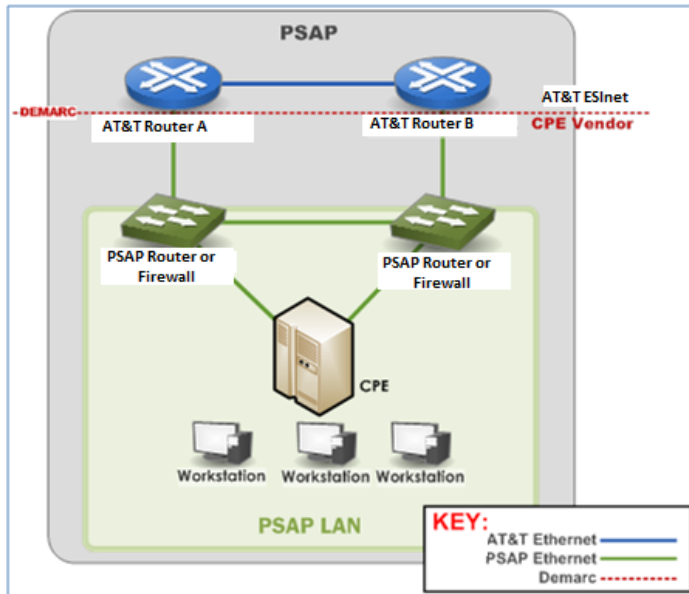 PSAP
AT&T ESInet
DEMARC
AT&T Router A
AT&T Router B
CPE Vendor
PSAP Router or
Firewall
PSAP Router or
Firewall
CPE
Workstation
Workstation
Workstation
PSAP LAN
KEY:
AT&T Ethernet
PSAP Ethernet
Demarc